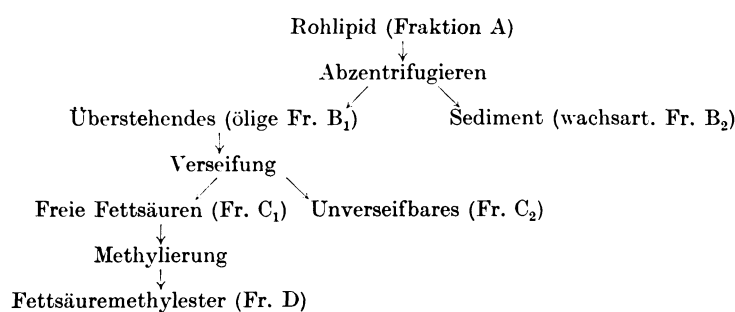 Rohlipid (Fraktion A)
Abzentrifugieren
Überstehendes (ölige Fr. B₁) Sediment (wachsart. Fr. B₂)
Verseifung
Freie Fettsäuren (Fr. C₁) Unverseifbares (Fr. C₂)
Methylierung
Fettsäuremethylester (Fr. D)